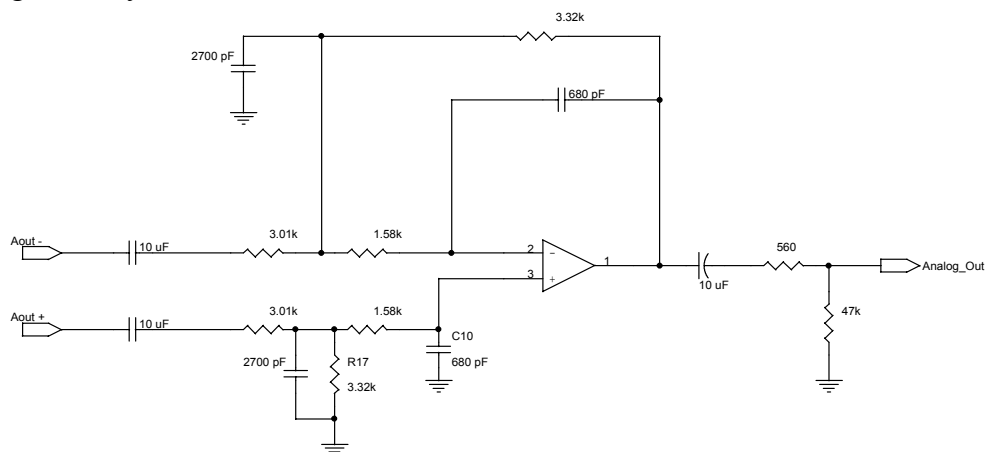 3.32k
2700 pF
680 pF
Aout -
10 uF
3.01k
1.58k
2
-
1
3
+
560
Analog_Out
10 uF
47k
Aout +
10 uF
3.01k
1.58k
C10
680 pF
2700 pF
R17
3.32k